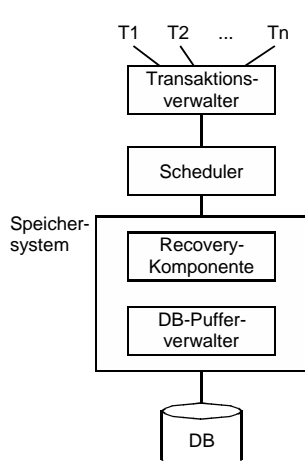 T1 T2 ... Tn
Transaktions-
verwalter
Scheduler
Speicher-
system
Recovery-
Komponente
DB-Puffer-
verwalter
DB